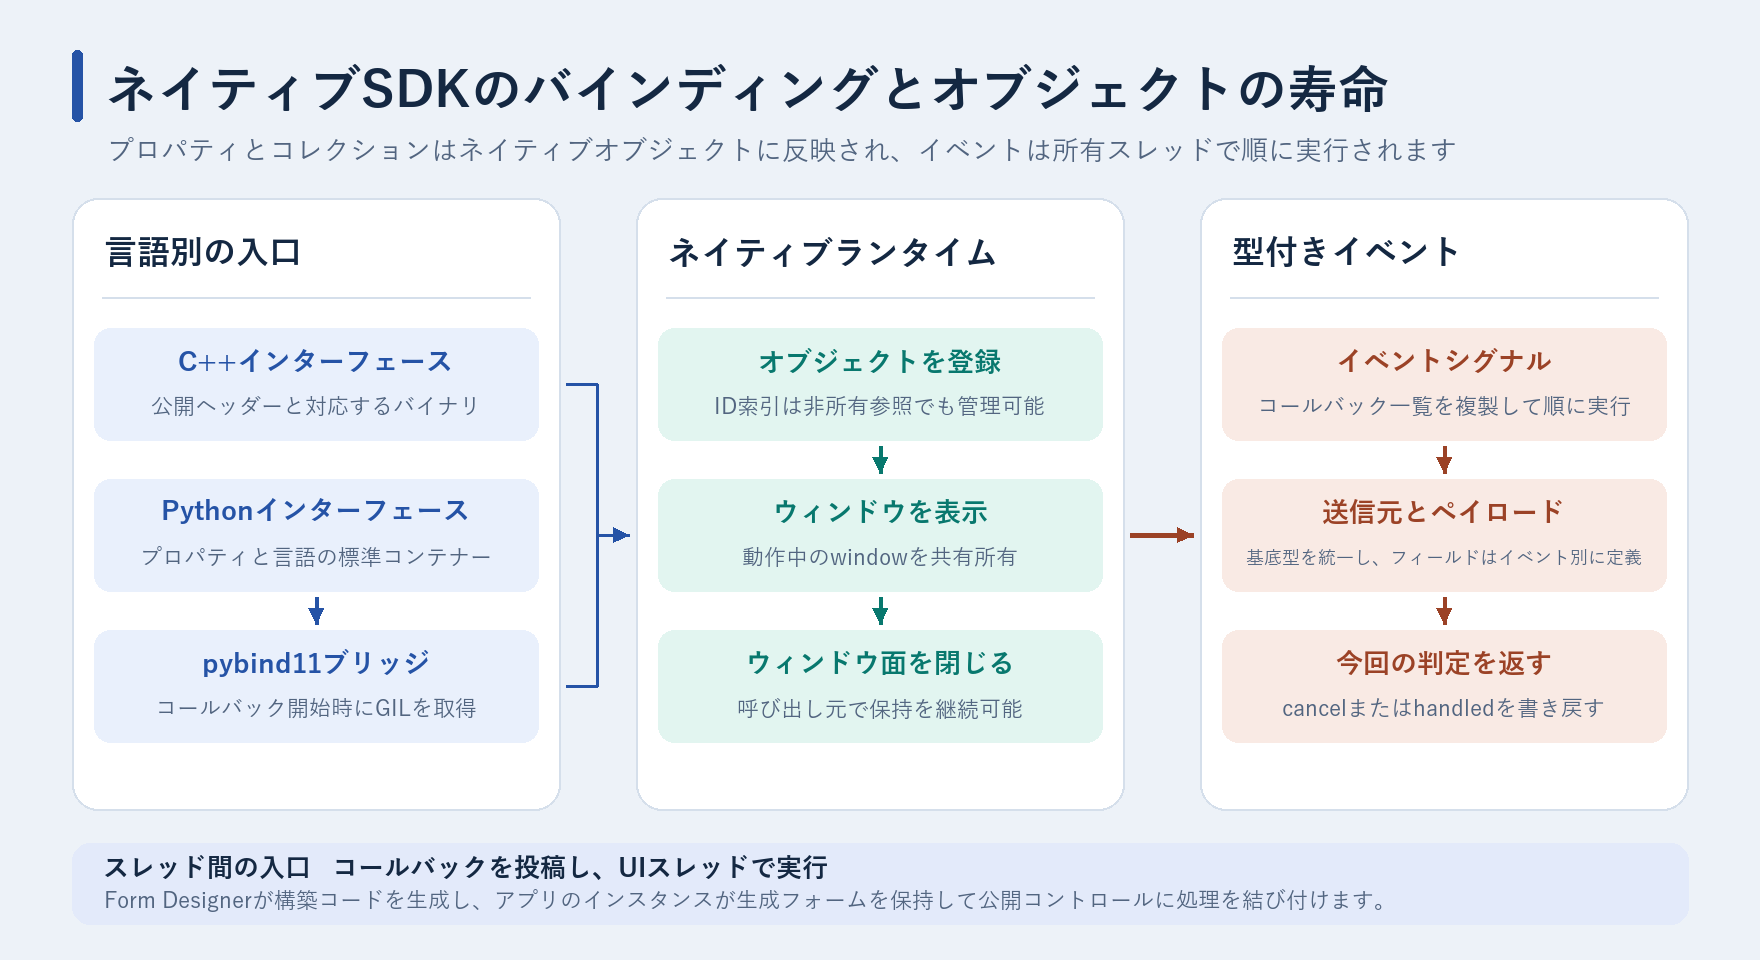 ネイティブSDKのバインディングとオブジェクトの寿命
プロパティとコレクションはネイティブオブジェクトに反映され、イベントは所有スレッドで順に実行されます
言語別の入口
C++インターフェース
公開ヘッダーと対応するバイナリ
Pythonインターフェース
プロパティと言語の標準コンテナー
pybind11ブリッジ
コールバック開始時にGILを取得
ネイティブランタイム
オブジェクトを登録
ID索引は非所有参照でも管理可能
ウィンドウを表示
動作中のwindowを共有所有
ウィンドウ面を閉じる
呼び出し元で保持を継続可能
型付きイベント
イベントシグナル
コールバック一覧を複製して順に実行
送信元とペイロード
基底型を統一し、フィールドはイベント別に定義
今回の判定を返す
cancelまたはhandledを書き戻す
スレッド間の入口 コールバックを投稿し、UIスレッドで実行
Form Designerが構築コードを生成し、アプリのインスタンスが生成フォームを保持して公開コントロールに処理を結び付けます。